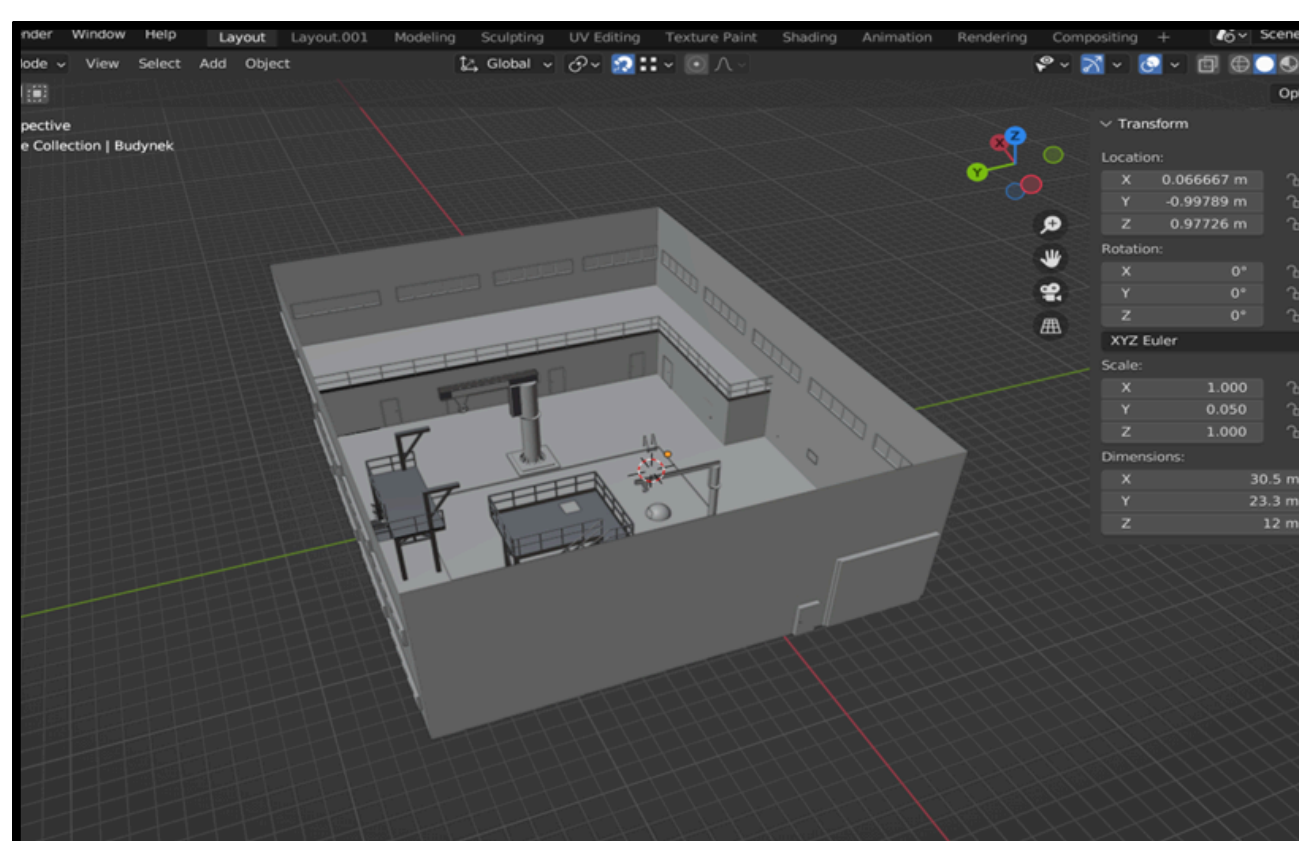 nder Window Help Layout Layout.001 Modeling Sculpting UV Editing Texture Paint Shading Animation Rendering Compositing + Scene
lode View Select Add Object Global
Op
pective
e Collection | Budynek
X
Z
Y
Transform
Location:
X 0.066667 m
Y -0.99789 m
Z 0.97726 m
Rotation:
X 0°
Y 0°
Z 0°
XYZ Euler
Scale:
X 1.000
Y 0.050
Z 1.000
Dimensions:
X 30.5 m
Y 23.3 m
Z 12 m